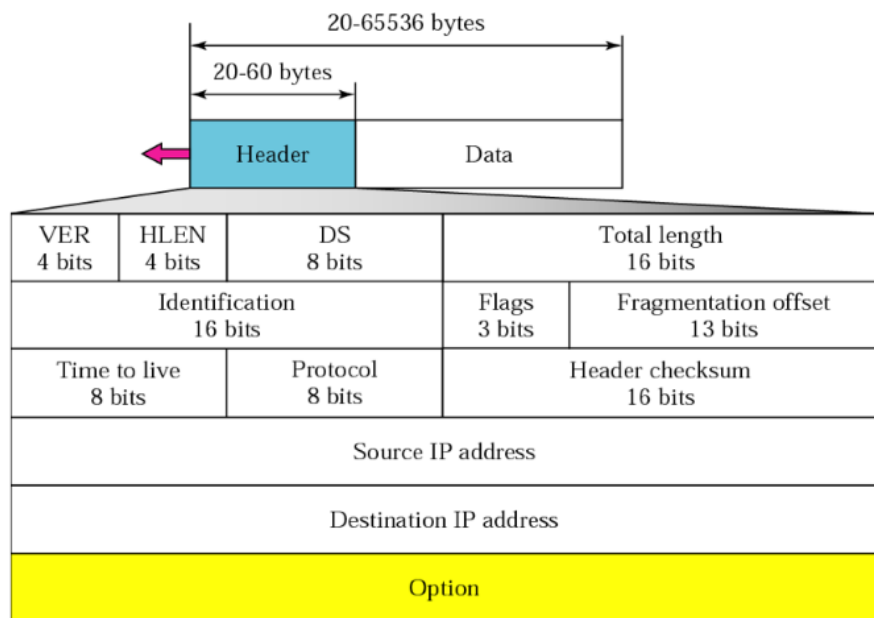 20-65536 bytes
20-60 bytes
Header
Data
VER
4 bits
HLEN
4 bits
DS
8 bits
Total length
16 bits
Identification
16 bits
Flags
3 bits
Fragmentation offset
13 bits
Time to live
8 bits
Protocol
8 bits
Header checksum
16 bits
Source IP address
Destination IP address
Option